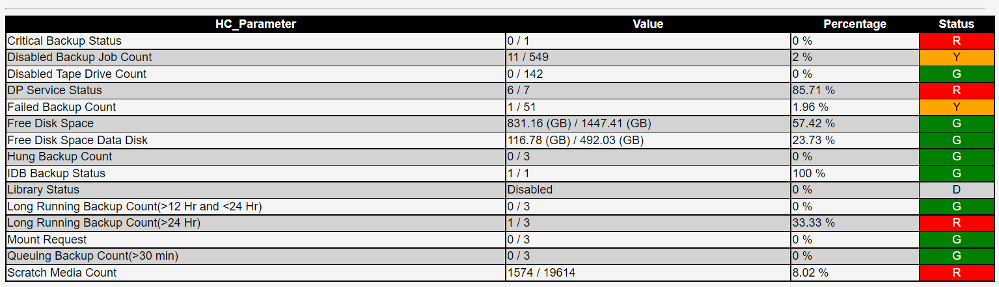 HC_Parameter Value Percentage Status
Critical Backup Status 0 / 1 0 % R
Disabled Backup Job Count 11 / 549 2 % Y
Disabled Tape Drive Count 0 / 142 0 % G
DP Service Status 6 / 7 85.71 % R
Failed Backup Count 1 / 51 1.96 % Y
Free Disk Space 831.16 (GB) / 1447.41 (GB) 57.42 % G
Free Disk Space Data Disk 116.78 (GB) / 492.03 (GB) 23.73 % G
Hung Backup Count 0 / 3 0 % G
IDB Backup Status 1 / 1 100 % G
Library Status Disabled 0 % D
Long Running Backup Count(>12 Hr and <24 Hr) 0 / 3 0 % G
Long Running Backup Count(>24 Hr) 1 / 3 33.33 % R
Mount Request 0 / 3 0 % G
Queuing Backup Count(>30 min) 0 / 3 0 % G
Scratch Media Count 1574 / 19614 8.02 % R